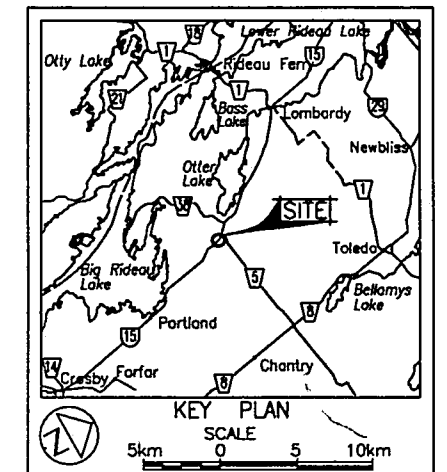 18
Lower Rideau Lake
Otty Lake
1
15
Rideau Ferry
21
1
Bass Lake
Lombardy
29
Newbliss
Otter Lake
1
SITE
Toledo
Big Rideau Lake
5
Bellamys Lake
8
Portland
15
Chantry
14
Crosby
Forfar
8
KEY PLAN
SCALE
5km 0 5 10km